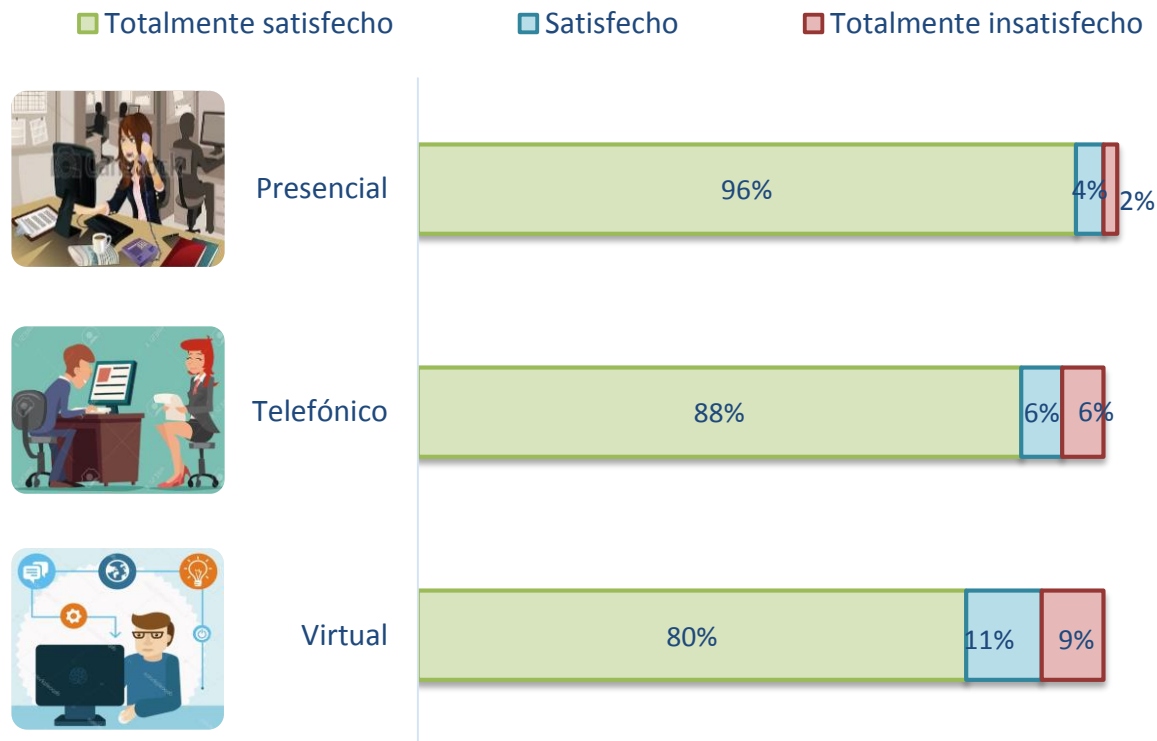 Totalmente satisfecho Satisfecho Totalmente insatisfecho
Presencial 96% 4% 2%
Telefónico 88% 6% 6%
Virtual 80% 11% 9%